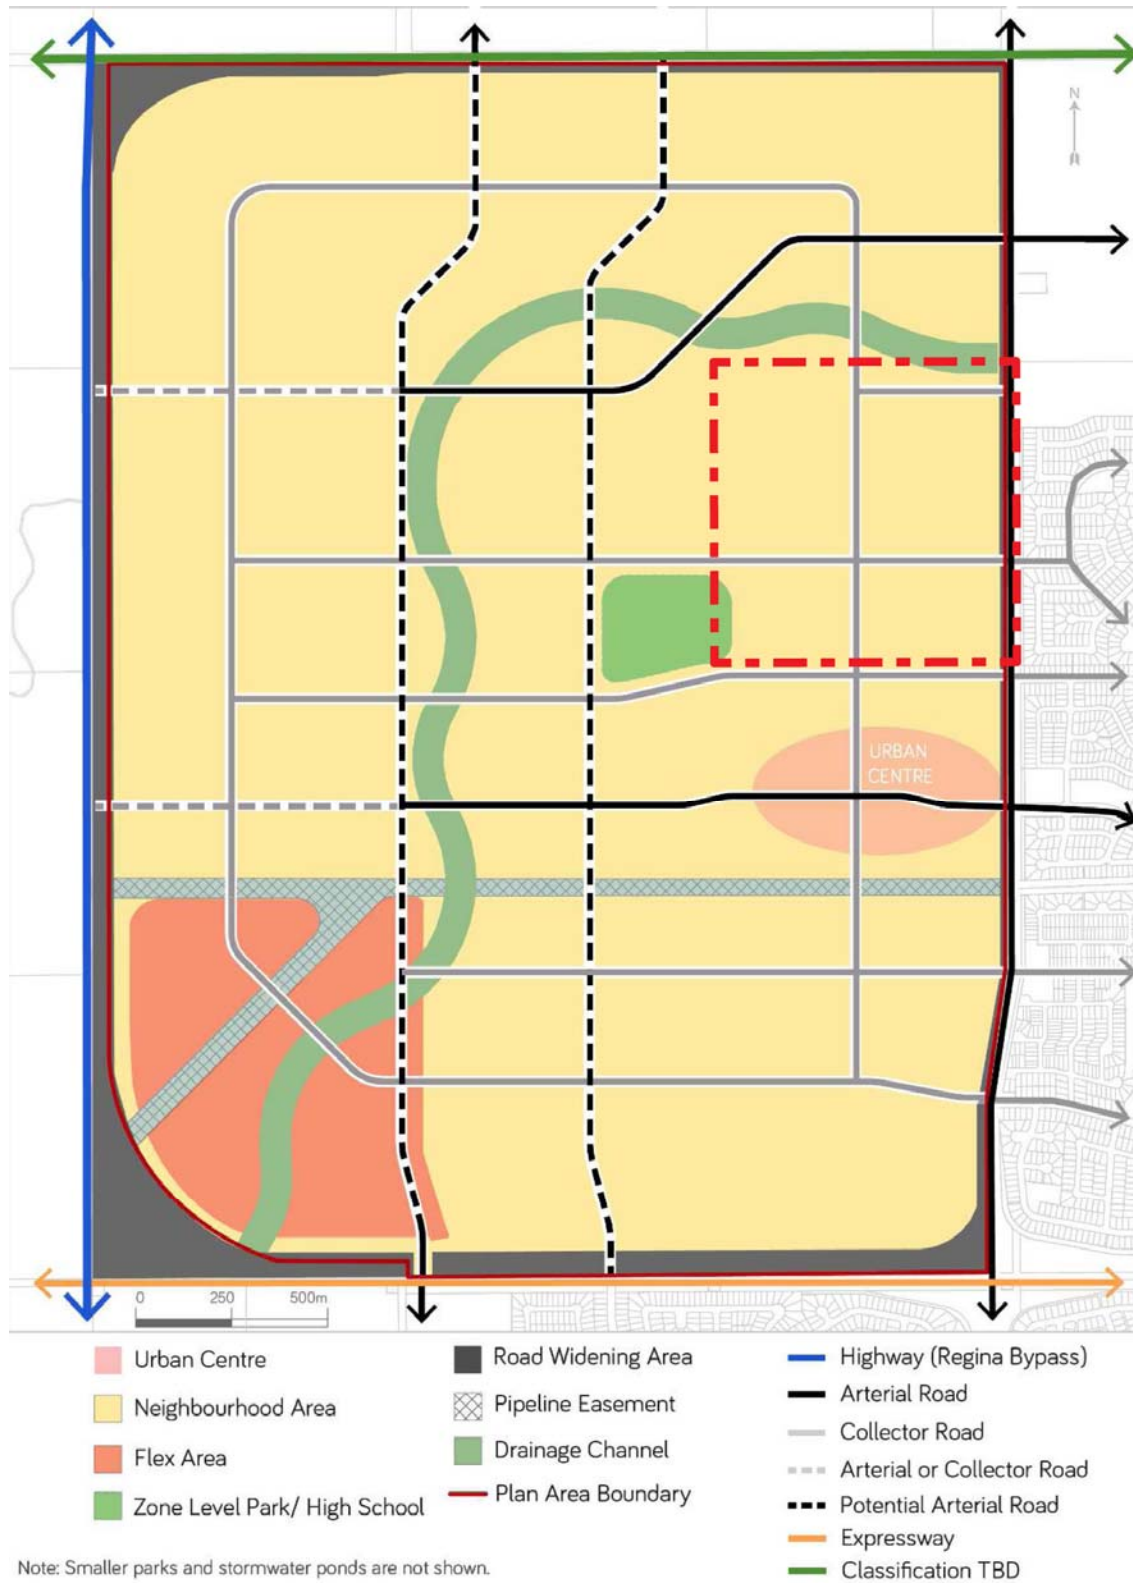 N
URBAN
CENTRE
0 250 500m
Urban Centre
Neighbourhood Area
Flex Area
Zone Level Park/ High School
Road Widening Area
Pipeline Easement
Drainage Channel
Plan Area Boundary
Highway (Regina Bypass)
Arterial Road
Collector Road
Arterial or Collector Road
Potential Arterial Road
Expressway
Classification TBD
Note: Smaller parks and stormwater ponds are not shown.